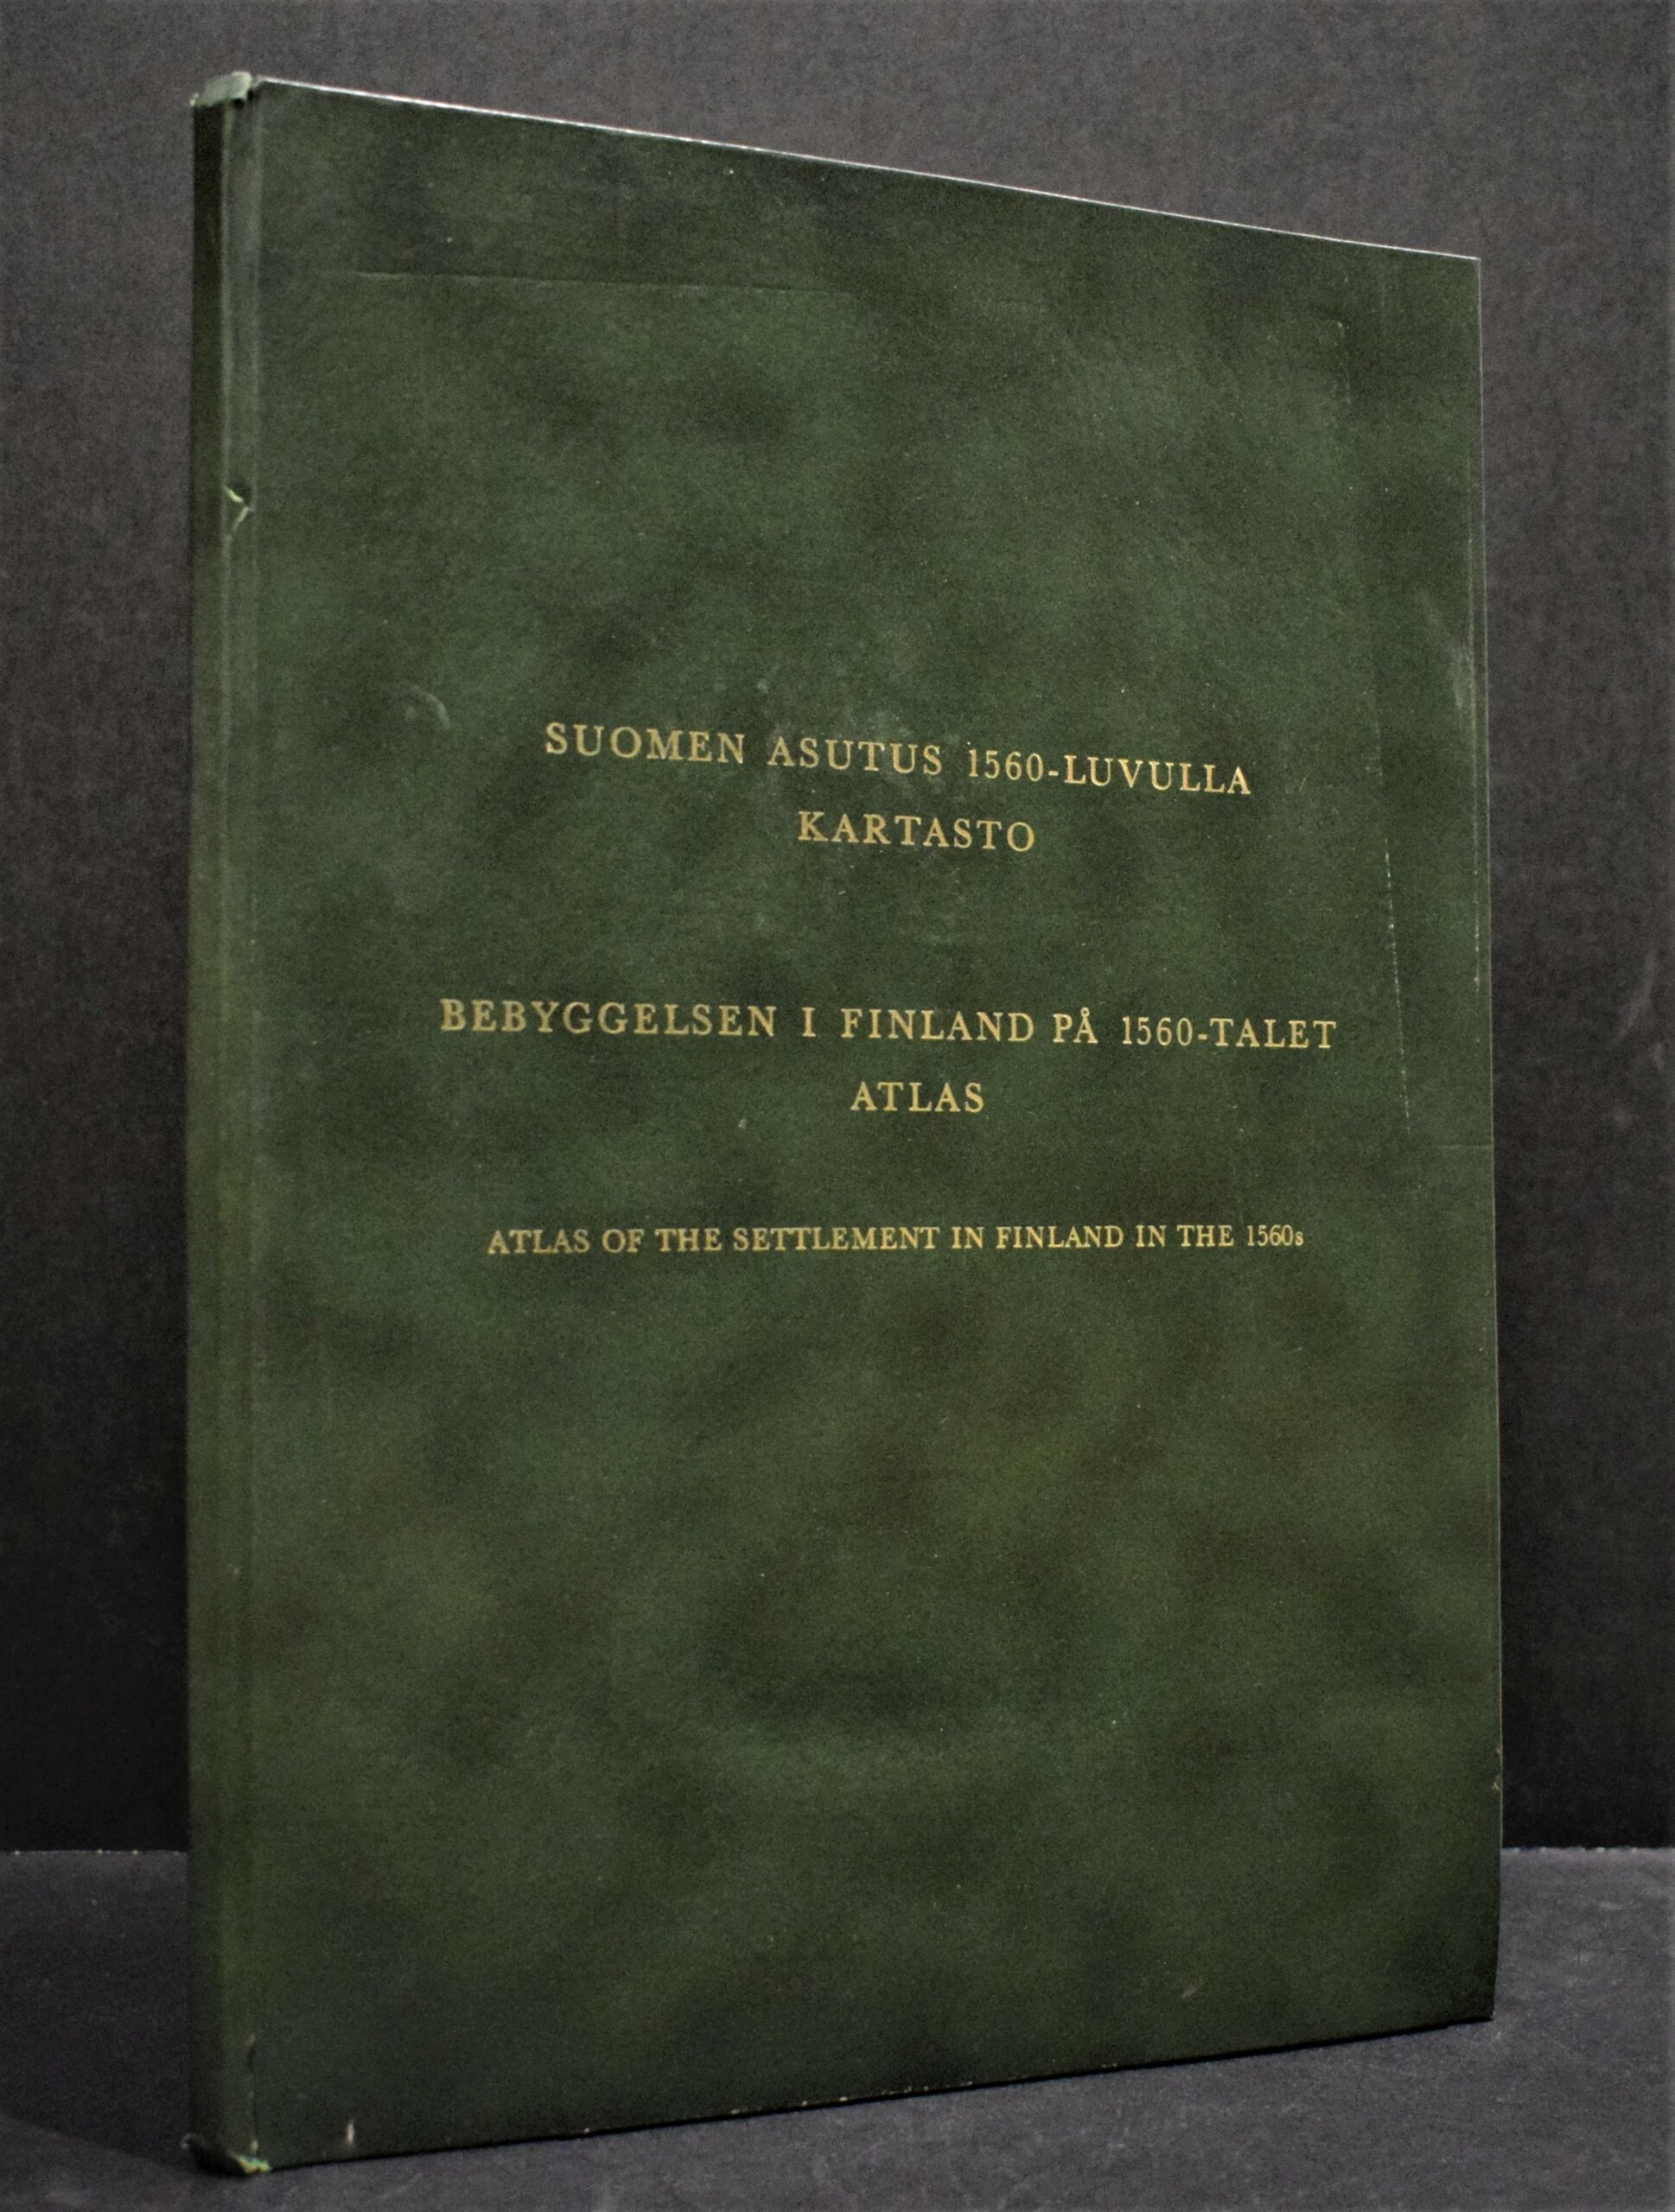 SUOMEN ASUTUS 1560-LUVULLA
KARTASTO
BEBYGGELSEN I FINLAND PÅ 1560-TALET
ATLAS
ATLAS OF THE SETTLEMENT IN FINLAND IN THE 1560s